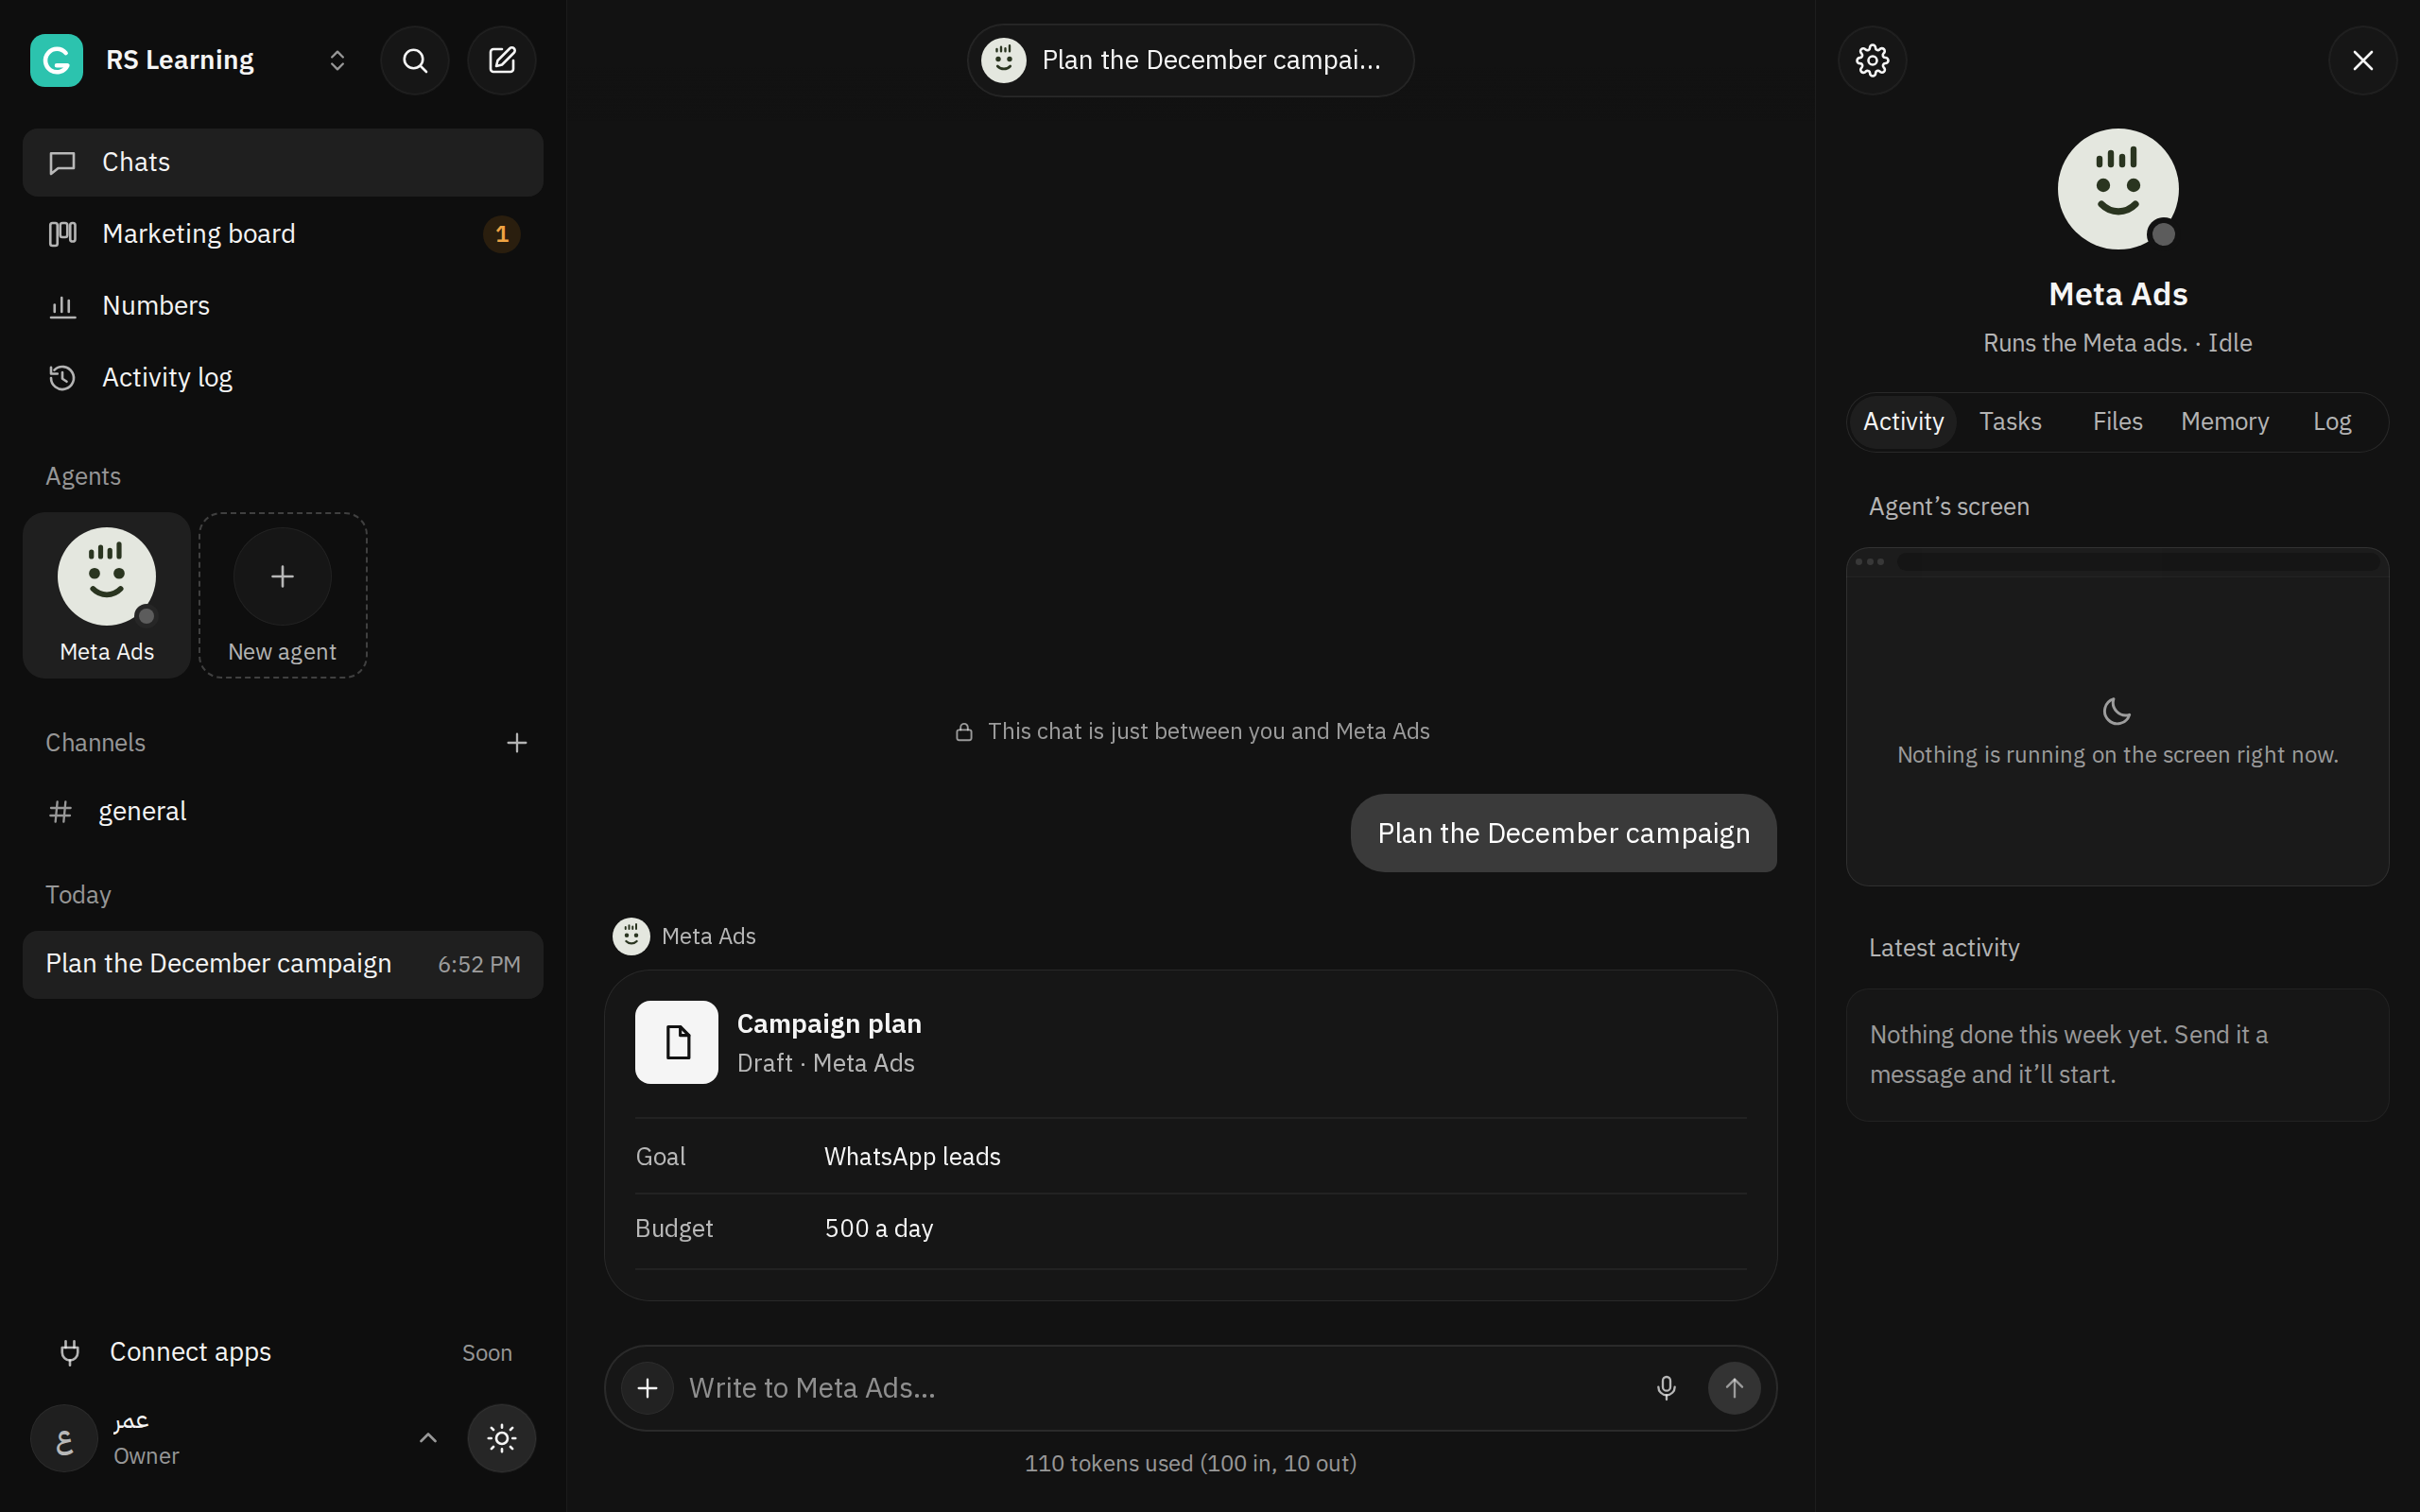 RS Learning
Chats
Marketing board
1
Numbers
Activity log
Agents
Meta Ads
New agent
Channels
general
Today
Plan the December campaign
6:52 PM
Connect apps
Soon
ع
عمر
Owner
Plan the December campai...
This chat is just between you and Meta Ads
Plan the December campaign
Meta Ads
Campaign plan
Draft · Meta Ads
Goal
WhatsApp leads
Budget
500 a day
Write to Meta Ads...
110 tokens used (100 in, 10 out)
Meta Ads
Runs the Meta ads. · Idle
Activity
Tasks
Files
Memory
Log
Agent’s screen
Nothing is running on the screen right now.
Latest activity
Nothing done this week yet. Send it a
message and it’ll start.